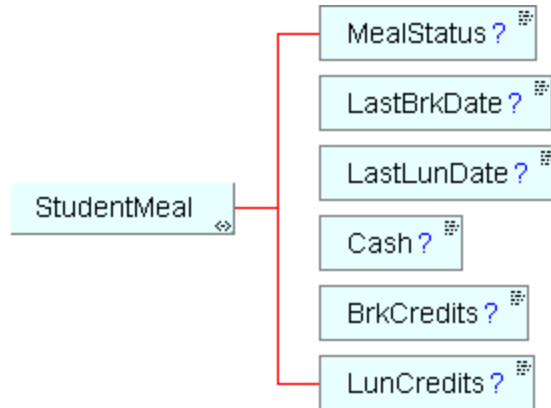 MealStatus?
LastBrkDate?
LastLunDate?
StudentMeal
Cash?
BrkCredits?
LunCredits?